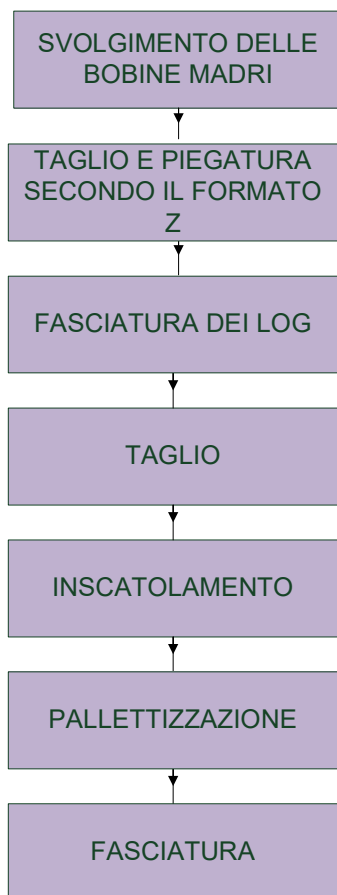 SVOLGIMENTO DELLE
BOBINE MADRI
TAGLIO E PIEGATURA
SECONDO IL FORMATO
Z
FASCIATURA DEI LOG
TAGLIO
INSCATOLAMENTO
PALLETTIZZAZIONE
FASCIATURA